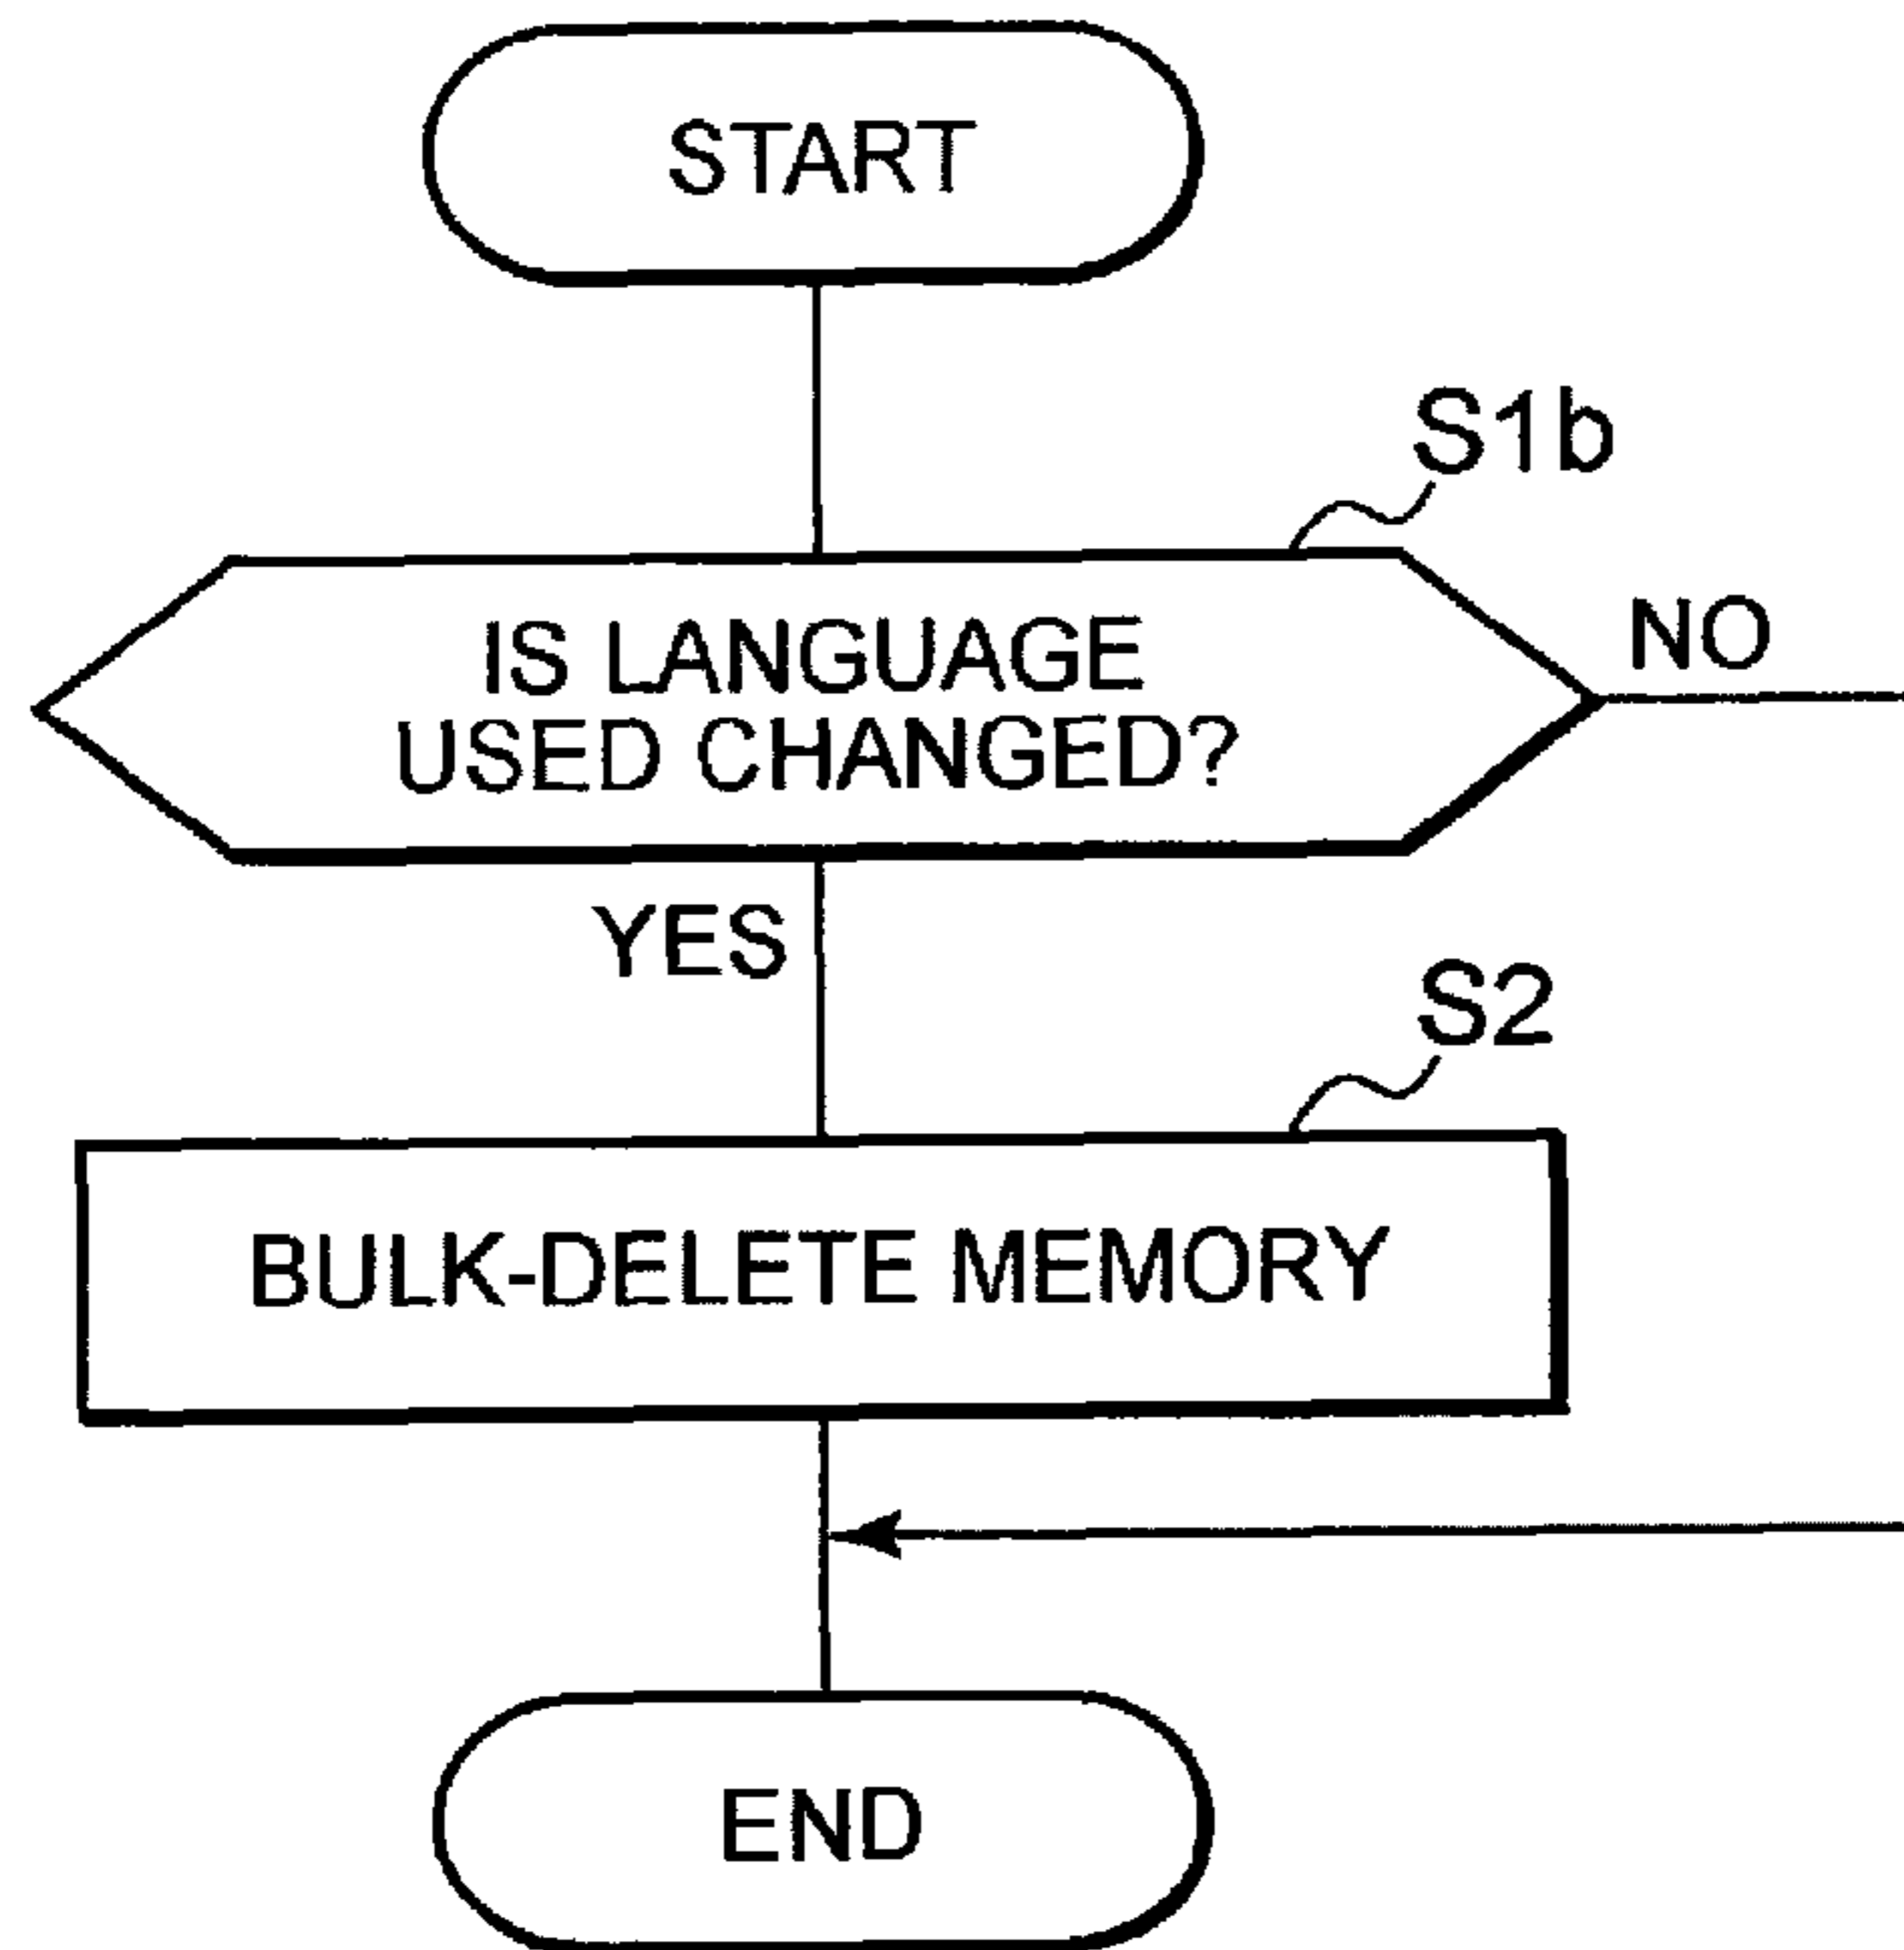 START
S1b
IS LANGUAGE
USED CHANGED?
NO
YES
S2
BULK-DELETE MEMORY
END